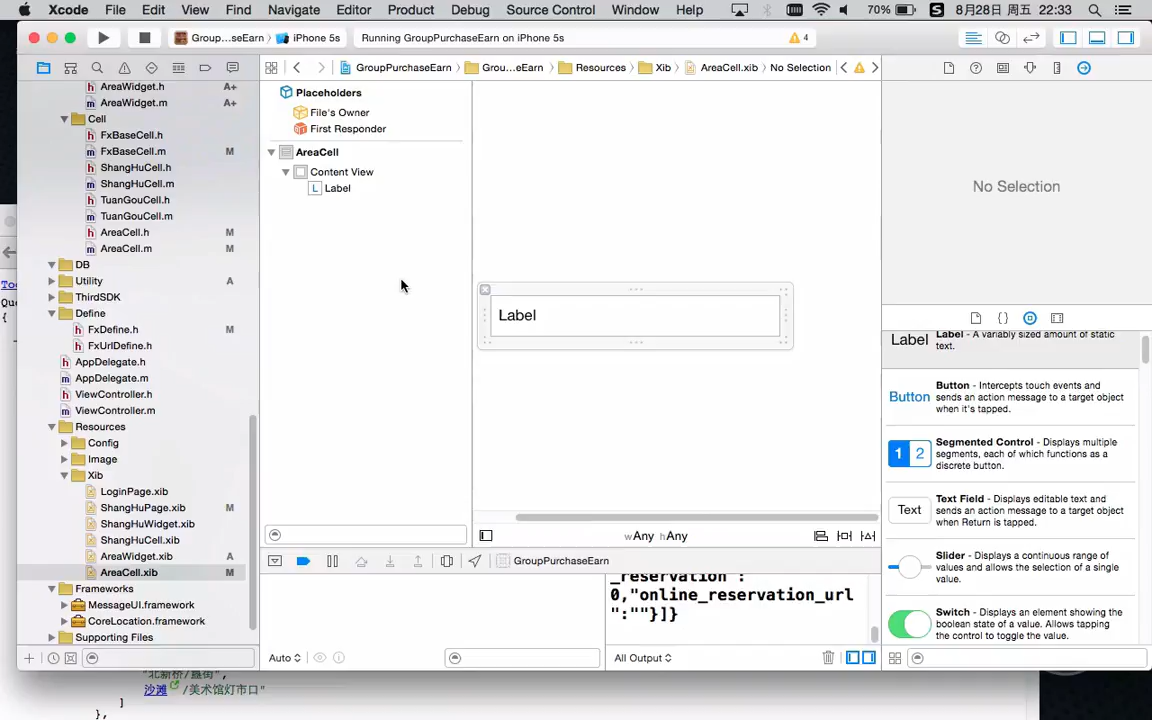 Xcode File Edit View Find Navigate Editor Product Debug Source Control Window Help 70% 8月28日 周五 22:33
Group...seEarn iPhone 5s Running GroupPurchaseEarn on iPhone 5s 4
GroupPurchaseEarn Grou...eEarn Resources Xib AreaCell.xib No Selection
AreaWidget.h A+
AreaWidget.m A+
Cell
FxBaseCell.h
FxBaseCell.m M
ShangHuCell.h
ShangHuCell.m
TuanGouCell.h
TuanGouCell.m
AreaCell.h M
AreaCell.m M
DB
Utility A
ThirdSDK
Define
FxDefine.h M
FxUrlDefine.h
AppDelegate.h
AppDelegate.m
ViewController.h
ViewController.m
Resources
Config
Image
Xib
LoginPage.xib
ShangHuPage.xib M
ShangHuWidget.xib
ShangHuCell.xib
AreaWidget.xib A
AreaCell.xib M
Frameworks
MessageUI.framework
CoreLocation.framework
Supporting Files
Placeholders
File's Owner
First Responder
AreaCell
Content View
L Label
Label
wAny hAny
GroupPurchaseEarn
_reservation":
0,"online_reservation_url
":""}]}
Auto
All Output
No Selection
Label Label - A variably sized amount of static
text.
Button Button - Intercepts touch events and
sends an action message to a target object
when it's tapped.
1 2 Segmented Control - Displays multiple
segments, each of which functions as a
discrete button.
Text Text Field - Displays editable text and
sends an action message to a target object
when Return is tapped.
Slider - Displays a continuous range of
values and allows the selection of a single
value.
Switch - Displays an element showing the
boolean state of a value. Allows tapping
the control to toggle the value.
Too
Que
{
沙滩/美术馆灯市口"
]
},